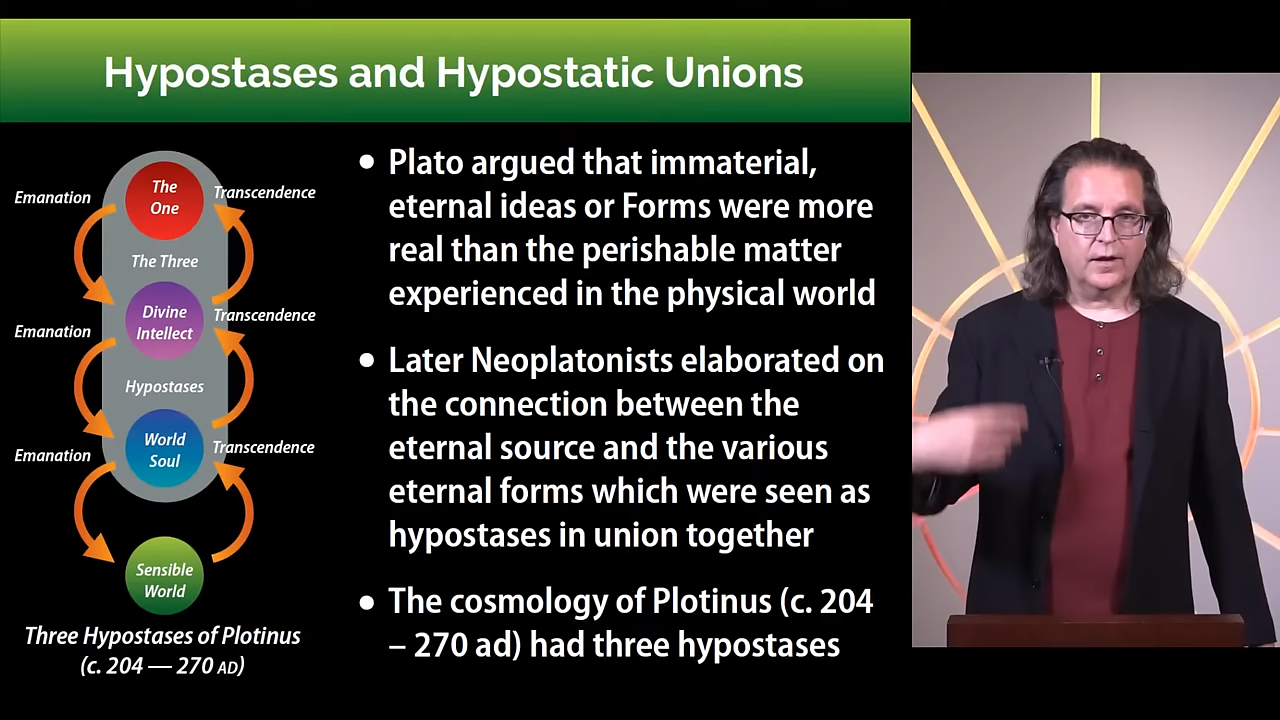 Hypostases and Hypostatic Unions
The
One
Emanation
Transcendence
The Three
Divine
Intellect
Emanation
Transcendence
Hypostases
World
Soul
Emanation
Transcendence
Sensible
World
Three Hypostases of Plotinus
(c. 204 — 270 AD)
• Plato argued that immaterial,
eternal ideas or Forms were more
real than the perishable matter
experienced in the physical world
• Later Neoplatonists elaborated on
the connection between the
eternal source and the various
eternal forms which were seen as
hypostases in union together
• The cosmology of Plotinus (c. 204
– 270 ad) had three hypostases